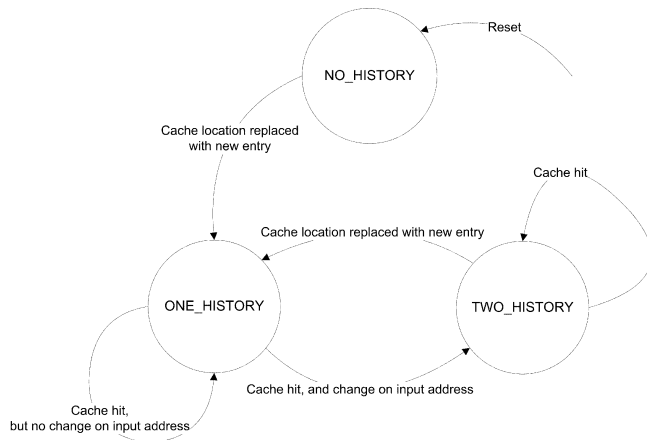 Reset
NO_HISTORY
Cache location replaced
with new entry
Cache hit
Cache location replaced with new entry
ONE_HISTORY
TWO_HISTORY
Cache hit, and change on input address
Cache hit,
but no change on input address